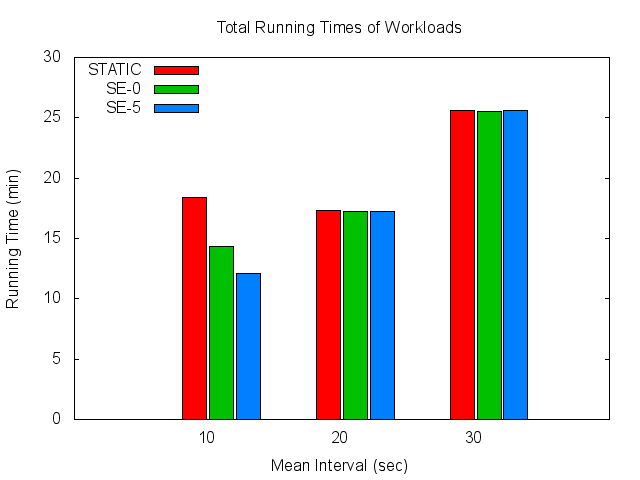 Total Running Times of Workloads
30
25
20
15
10
5
0
STATIC
SE-0
SE-5
Running Time (min)
10 20 30
Mean Interval (sec)